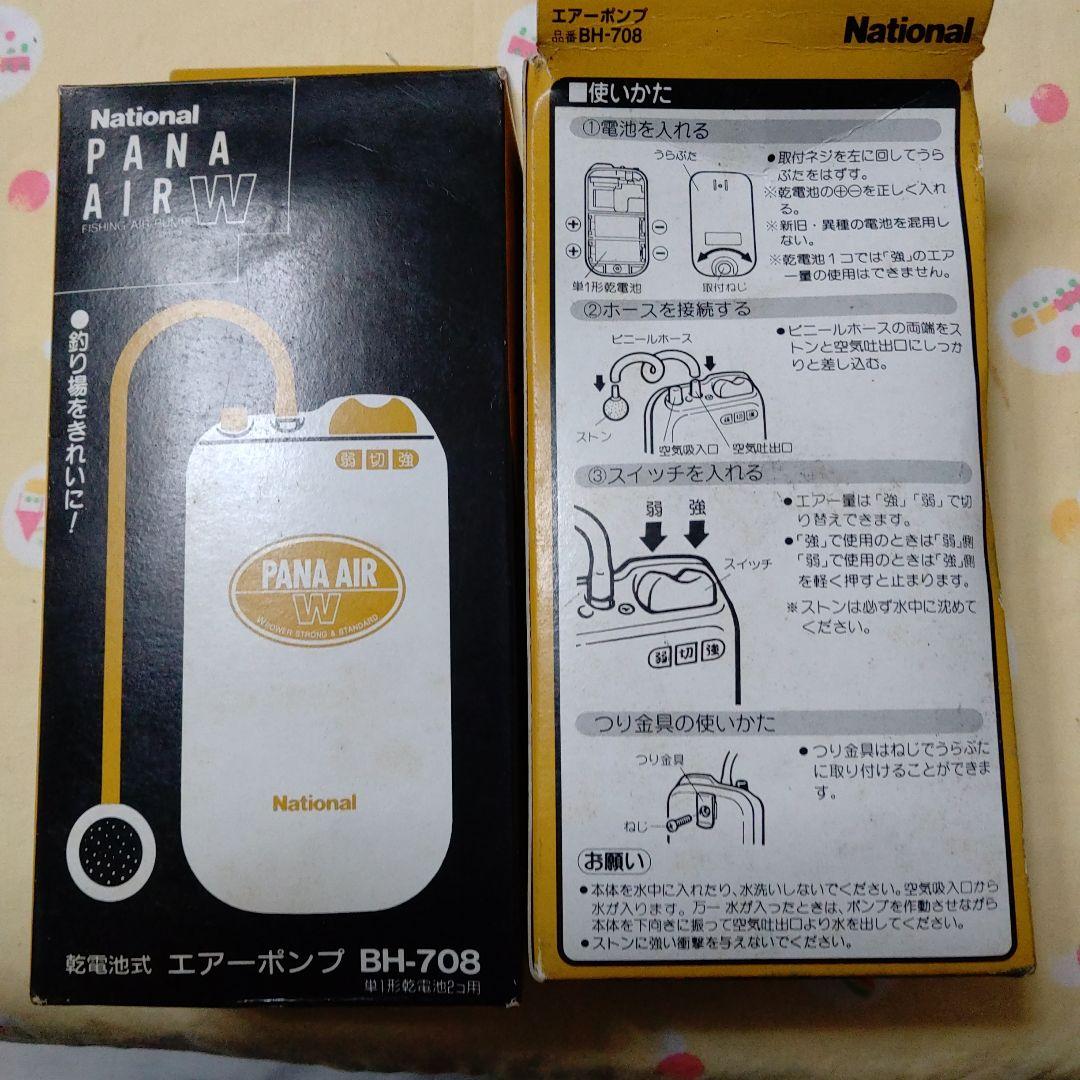 National
PANA
AIR W
FISHING AIR PUMP
●釣り場をきれいに!
弱 切 強
PANA AIR
W
W POWER STRONG & STANDARD
National
乾電池式 エアーポンプ BH-708
単1形乾電池2コ用
エアーポンプ
品番BH-708
National
■使いかた
①電池を入れる
うらぶた
⊕ ⊖
⊕ ⊖
単1形乾電池
取付ねじ
●取付ネジを左に回してうら
ぶたをはずす。
※乾電池の⊕⊖を正しく入れ
る。
※新旧・異種の電池を混用し
ない。
※乾電池1コでは「強」のエア
ー量の使用はできません。
②ホースを接続する
ビニールホース
ストン
空気吸入口 空気吐出口
弱 切 強
●ビニールホースの両端をス
トンと空気吐出口にしっか
りと差し込む。
③スイッチを入れる
弱 強
スイッチ
弱 切 強
●エアー量は「強」「弱」で切
り替えできます。
●「強」で使用のときは「弱」側
「弱」で使用のときは「強」側
を軽く押すと止まります。
※ストンは必ず水中に沈めて
ください。
つり金具の使いかた
つり金具
ねじ
●つり金具はねじでうらぶた
に取り付けることができま
す。
お願い
●本体を水中に入れたり、水洗いしないでください。空気吸入口から
水が入ります。万一 水が入ったときは、ポンプを作動させながら
本体を下向きに振って空気吐出口より水を出してください。
●ストンに強い衝撃を与えないでください。